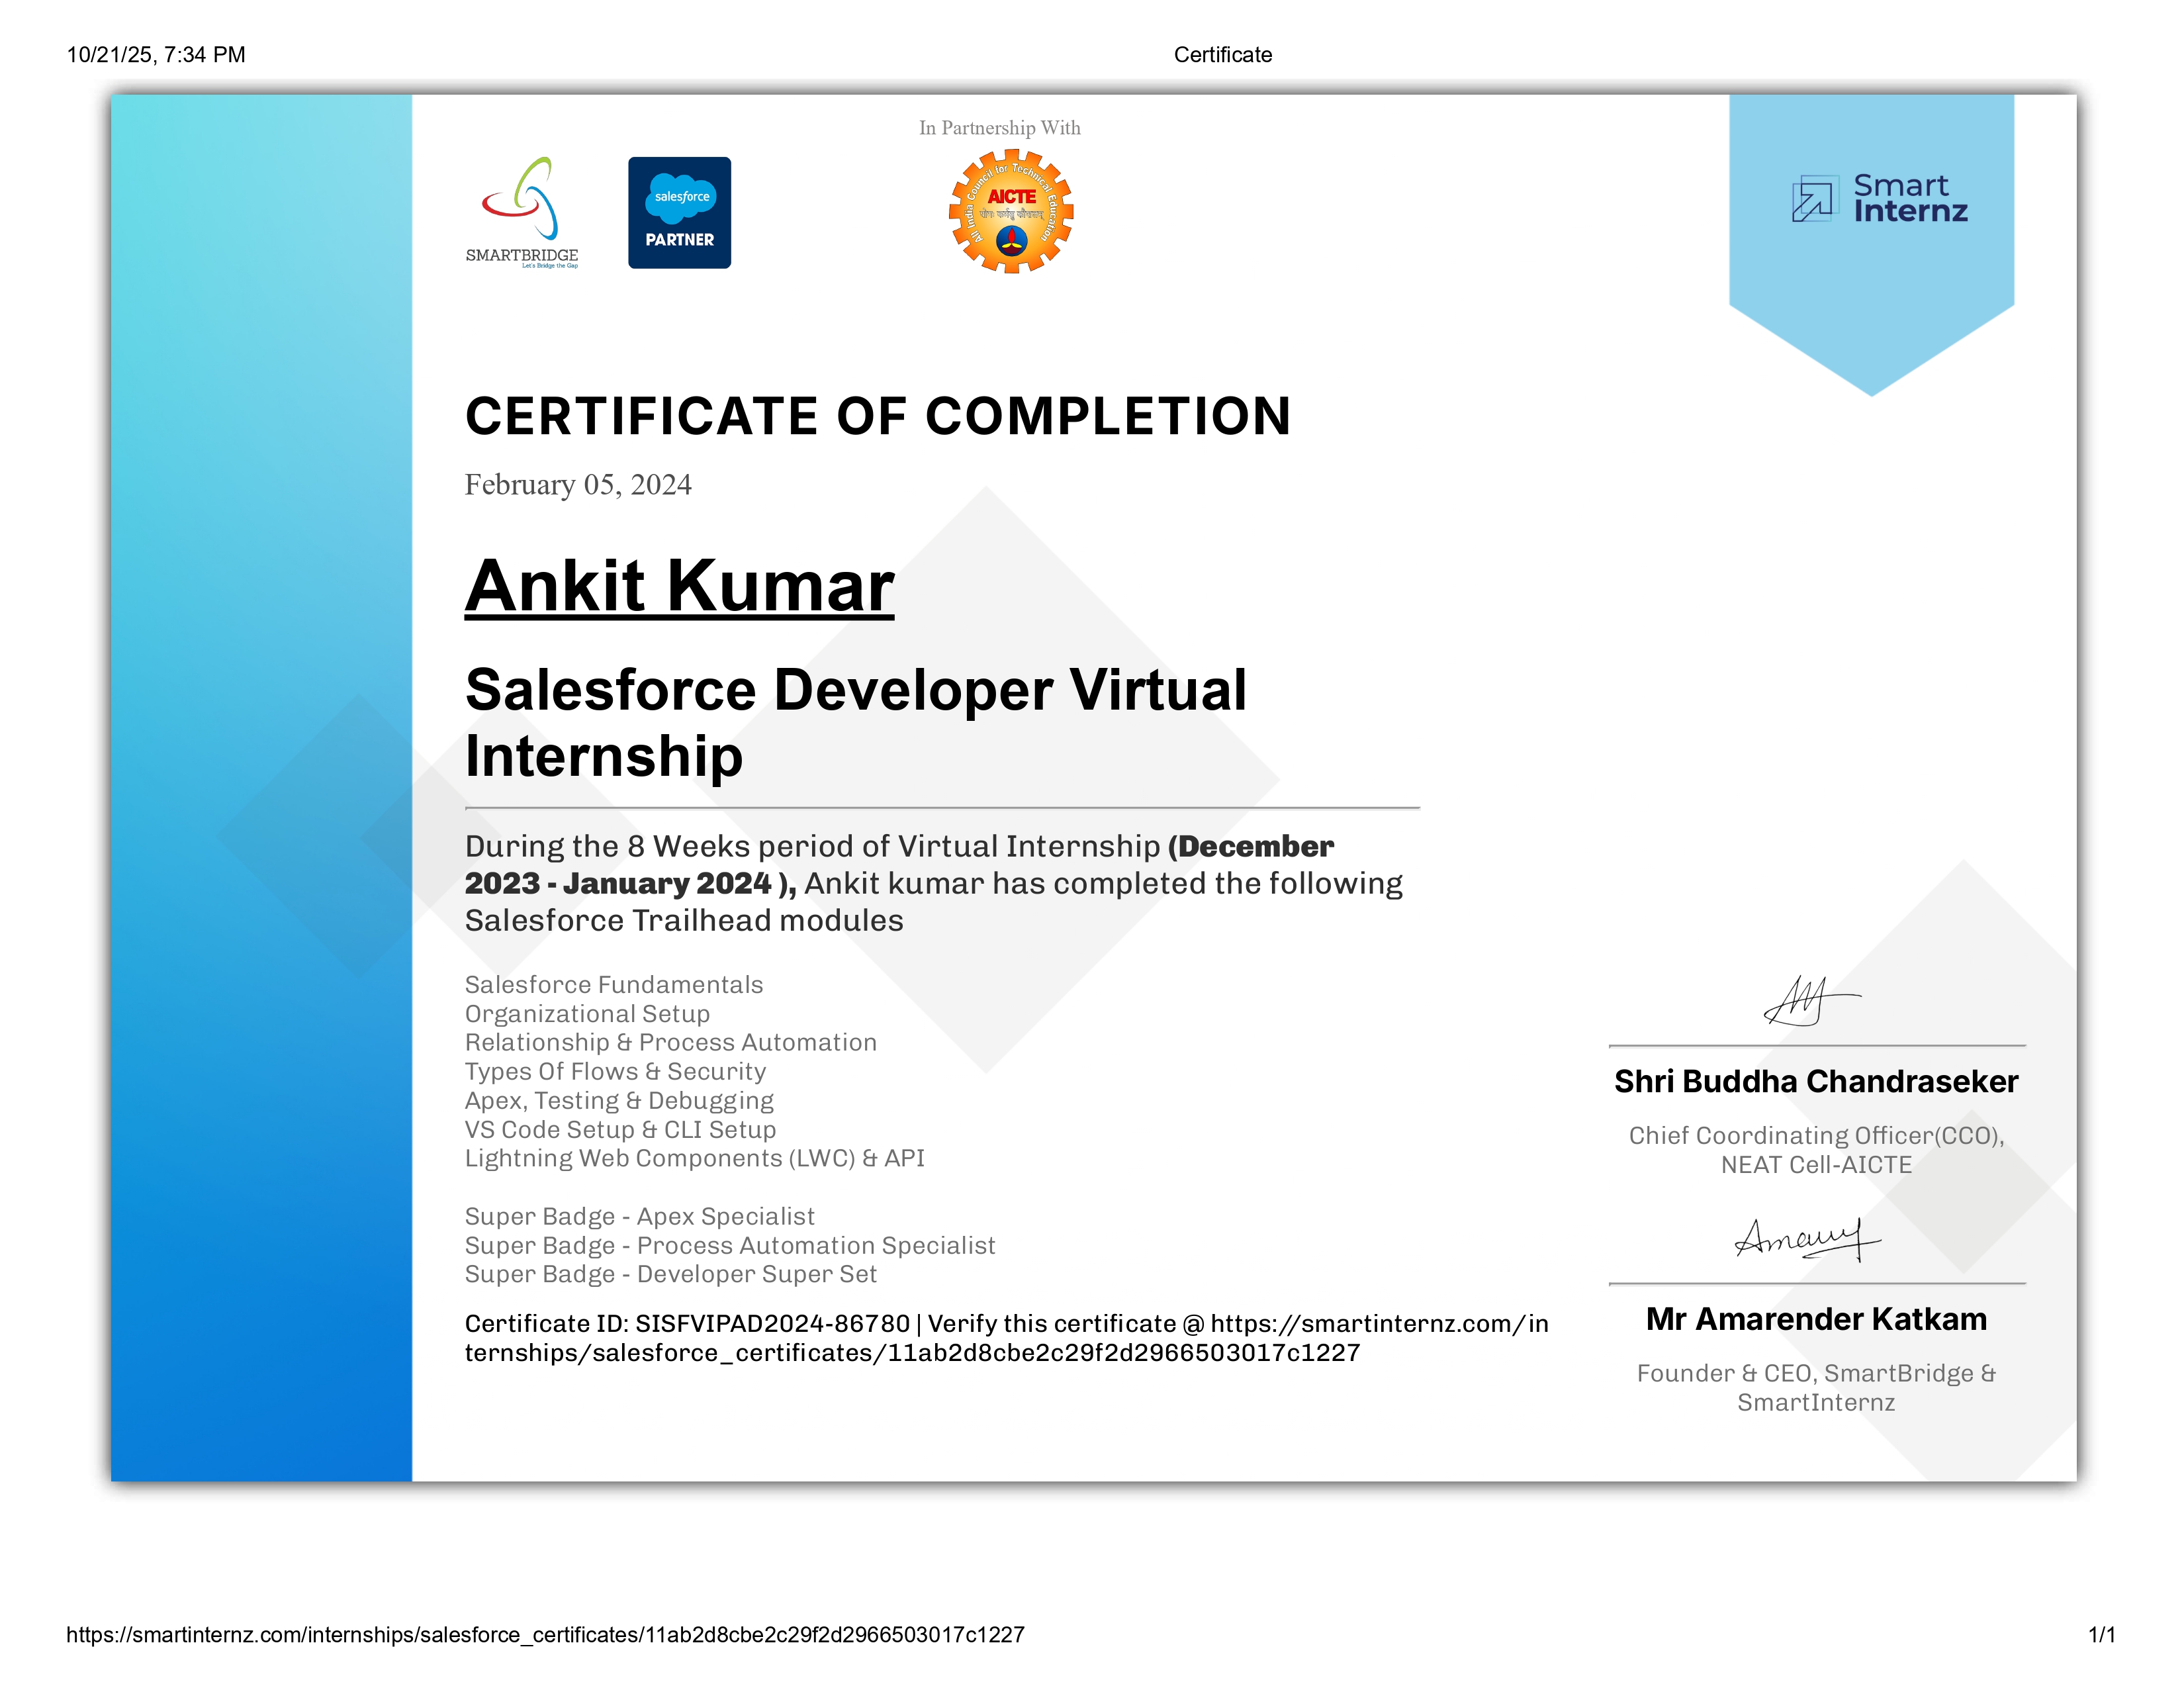 10/21/25, 7:34 PM
Certificate
In Partnership With
SMARTBRIDGE
Let's Bridge the Gap
salesforce
PARTNER
All India Council for Technical Education
AICTE
Smart
Internz
CERTIFICATE OF COMPLETION
February 05, 2024
Ankit Kumar
Salesforce Developer Virtual
Internship
During the 8 Weeks period of Virtual Internship (December
2023 - January 2024 ), Ankit kumar has completed the following
Salesforce Trailhead modules
Salesforce Fundamentals
Organizational Setup
Relationship & Process Automation
Types Of Flows & Security
Apex, Testing & Debugging
VS Code Setup & CLI Setup
Lightning Web Components (LWC) & API
Super Badge - Apex Specialist
Super Badge - Process Automation Specialist
Super Badge - Developer Super Set
Certificate ID: SISFVIPAD2024-86780 | Verify this certificate @ https://smartinternz.com/in
ternships/salesforce_certificates/11ab2d8cbe2c29f2d2966503017c1227
Shri Buddha Chandraseker
Chief Coordinating Officer(CCO),
NEAT Cell-AICTE
Mr Amarender Katkam
Founder & CEO, SmartBridge &
SmartInternz
https://smartinternz.com/internships/salesforce_certificates/11ab2d8cbe2c29f2d2966503017c1227
1/1